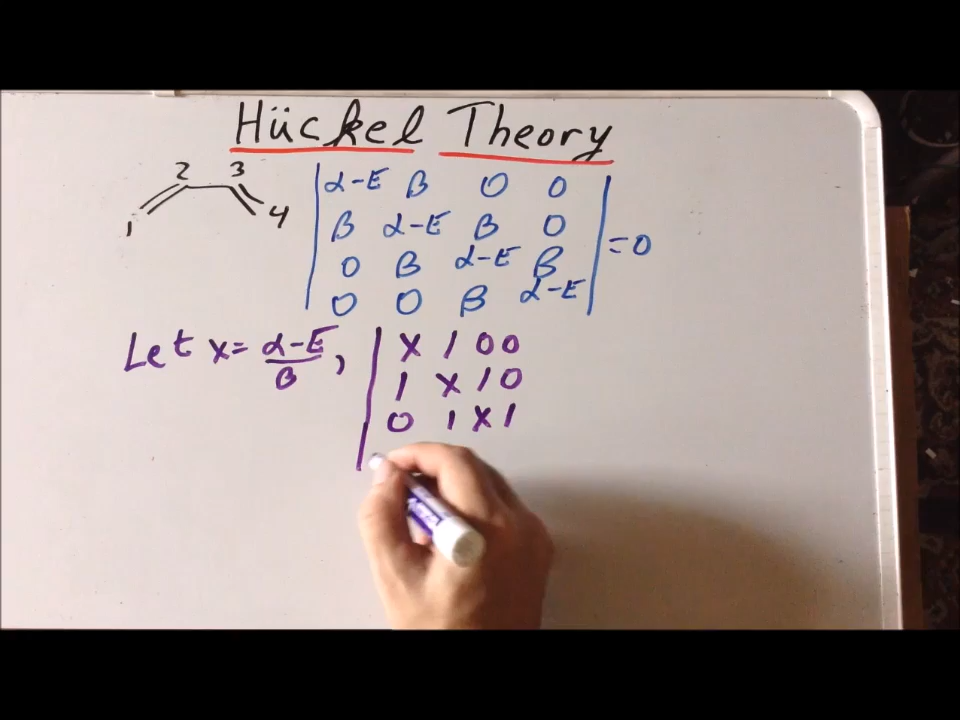 Hückel Theory
1 2 3 4
α-E β 0 0
β α-E β 0
0 β α-E β = 0
0 0 β α-E
Let x = α-E/β, x 1 0 0
1 x 1 0
0 1 x 1